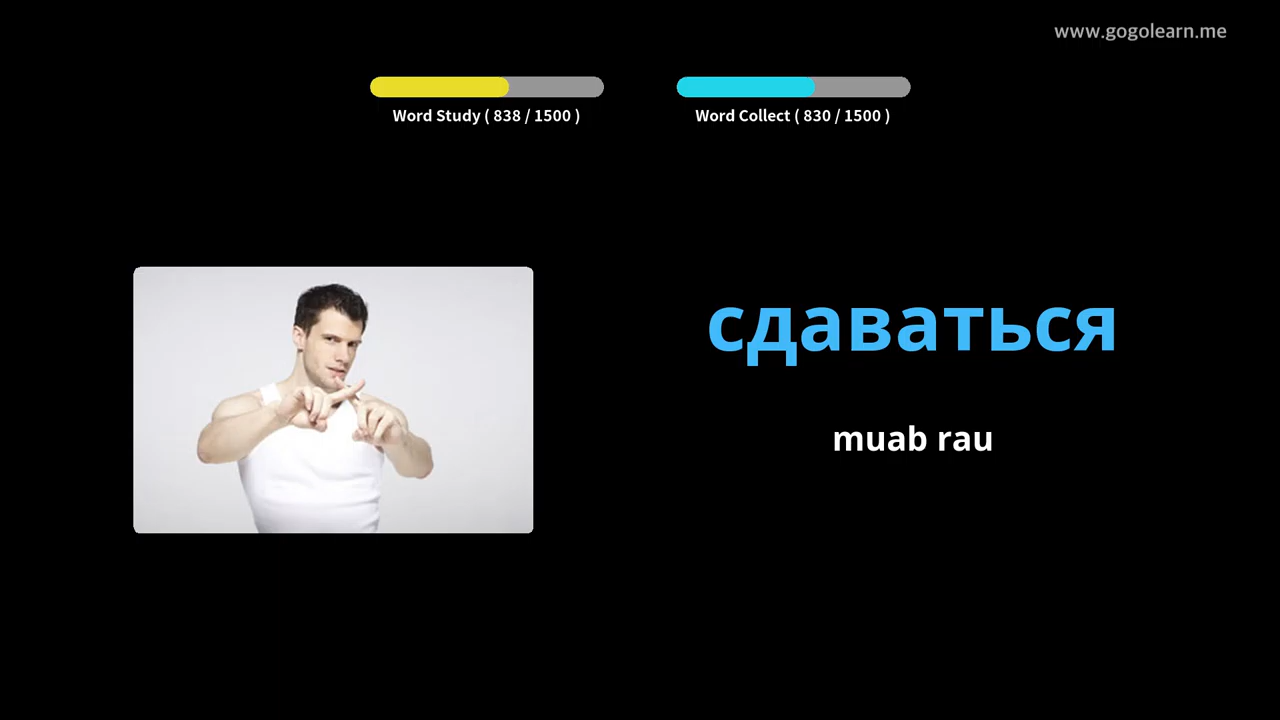 www.gogolearn.me
Word Study ( 838 / 1500 )
Word Collect ( 830 / 1500 )
сдаваться
muab rau